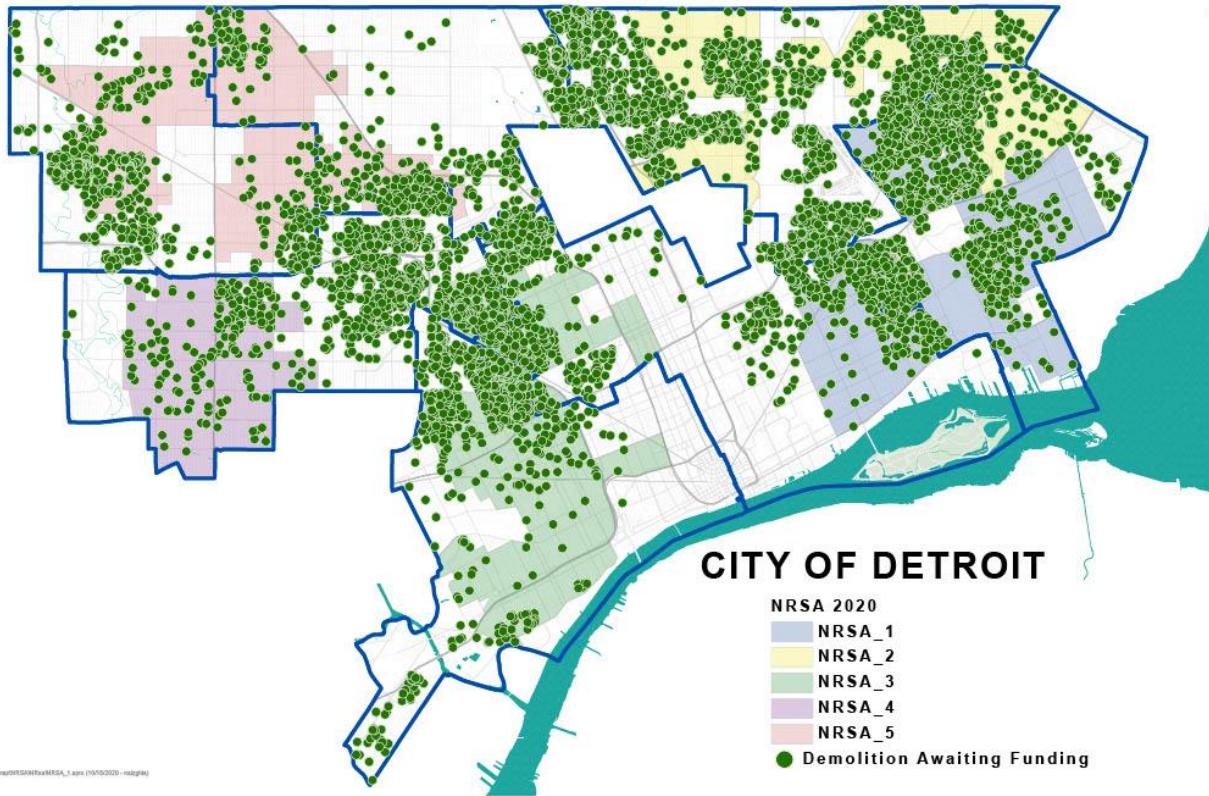 CITY OF DETROIT
NRSA 2020
NRSA_1
NRSA_2
NRSA_3
NRSA_4
NRSA_5
Demolition Awaiting Funding